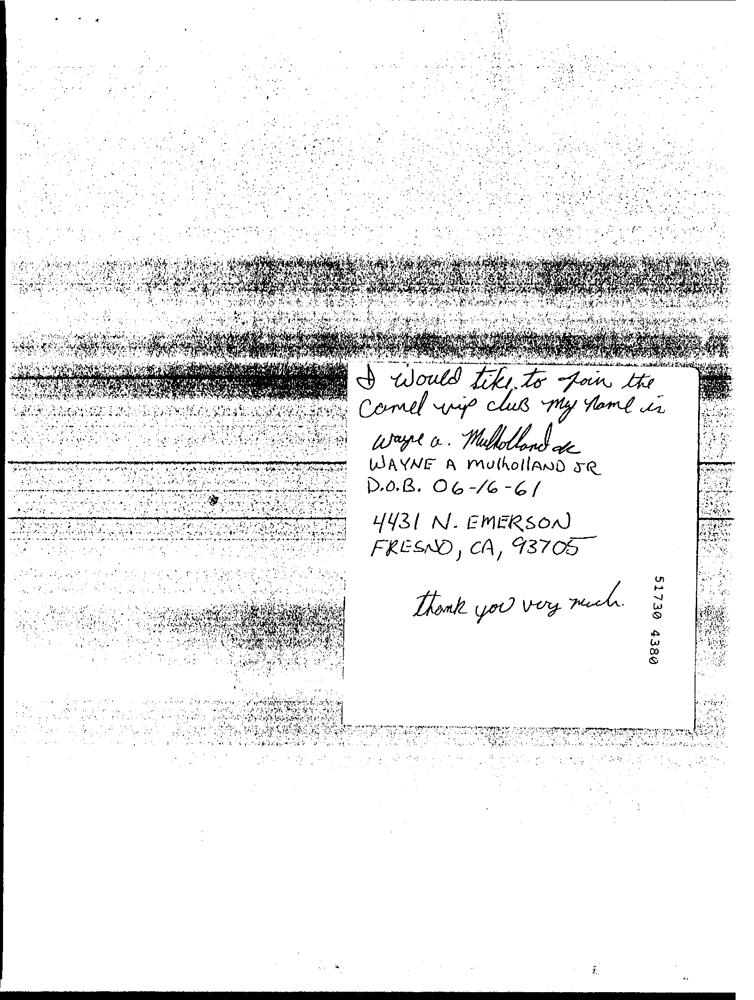 I would like, to join the
Camel vip club my name is
Wayne A. Mulholland Jr
WAYNE A MulhollAND JR
D.O.B. 06-16-61
4431 N. EMERSON
FRESNO, CA, 93705
thank you very much.
51730 4380